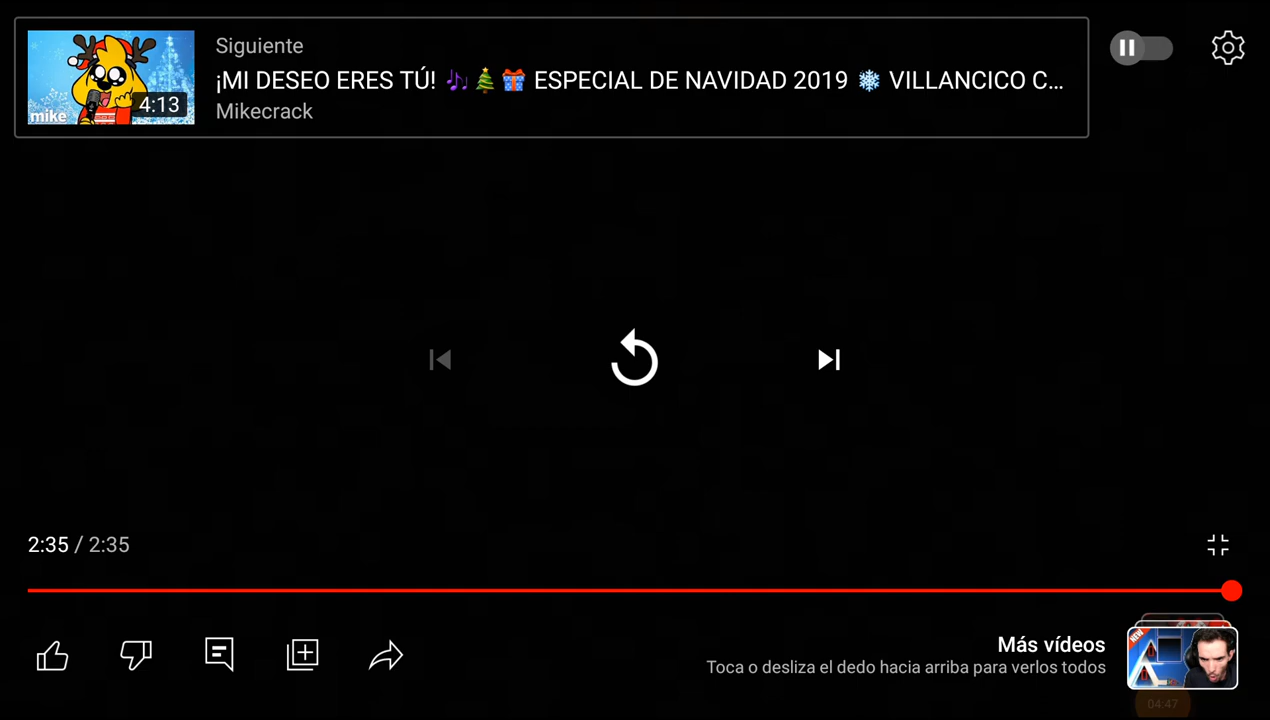 Siguiente
¡MI DESEO ERES TÚ! 🎶🎄🎁 ESPECIAL DE NAVIDAD 2019 ❄️ VILLANCICO C...
Mikecrack
mike
4:13
2:35 / 2:35
Más vídeos
Toca o desliza el dedo hacia arriba para verlos todos
NEW
04:47